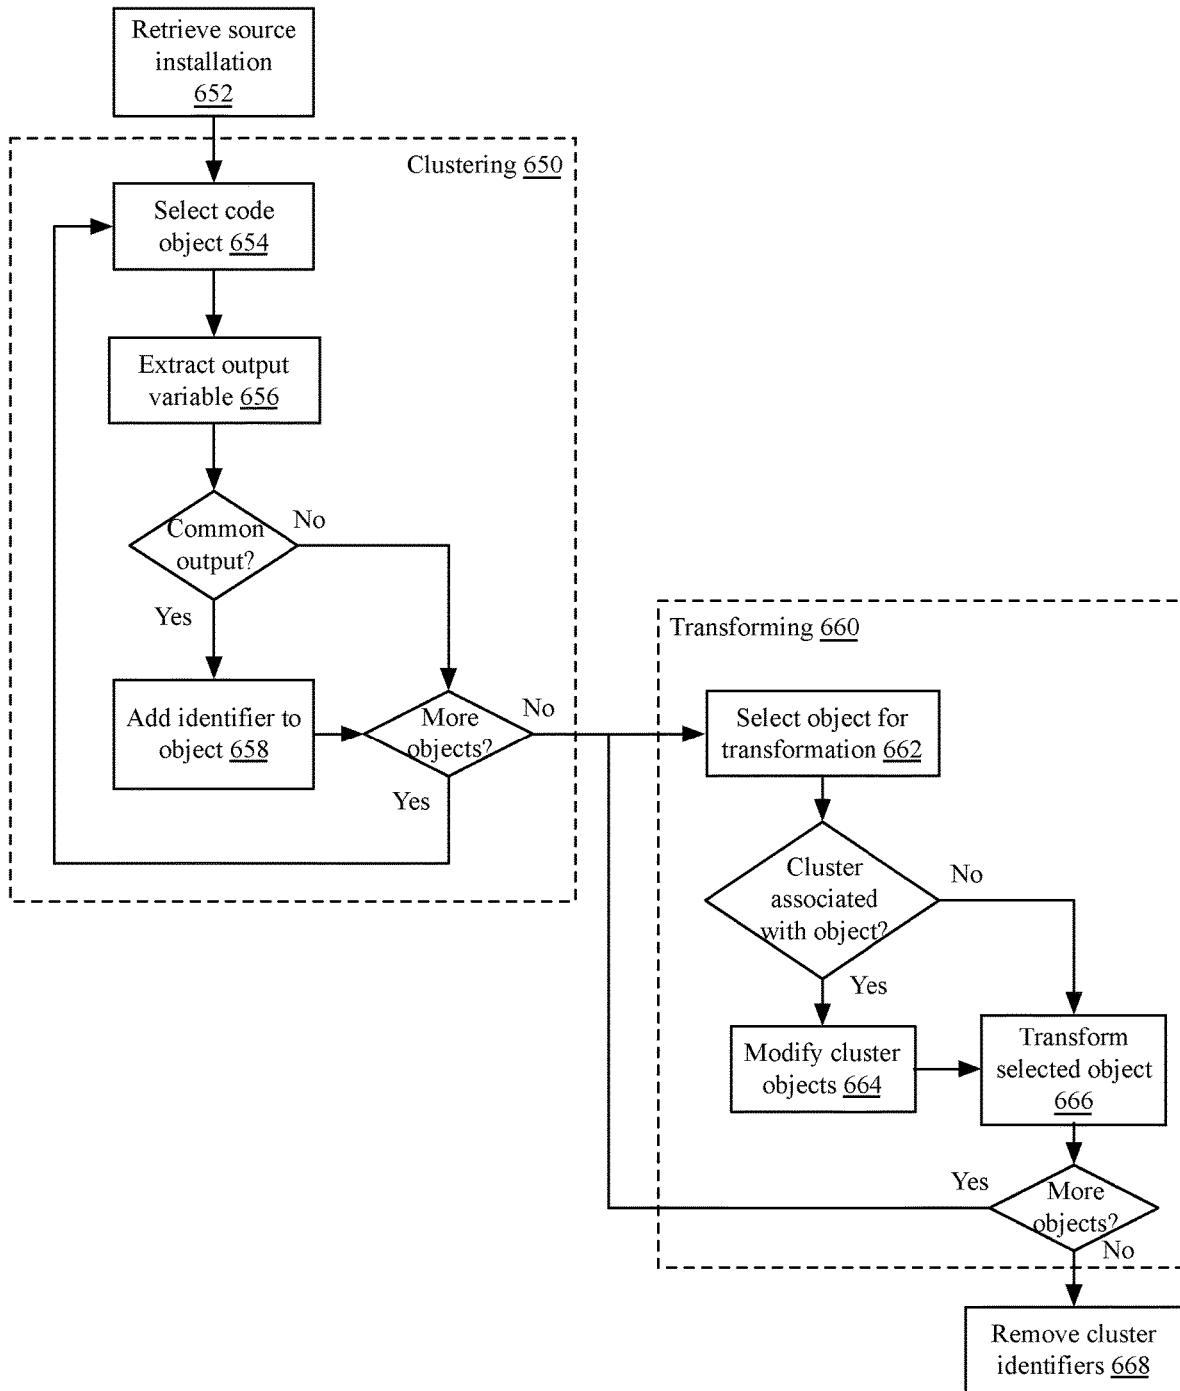 Retrieve source
installation
652
Clustering 650
Select code
object 654
Extract output
variable 656
Common
output?
No
Yes
Add identifier to
object 658
More
objects?
No
Yes
Transforming 660
Select object for
transformation 662
Cluster
associated
with object?
No
Yes
Modify cluster
objects 664
Transform
selected object
666
Yes
More
objects?
No
Remove cluster
identifiers 668